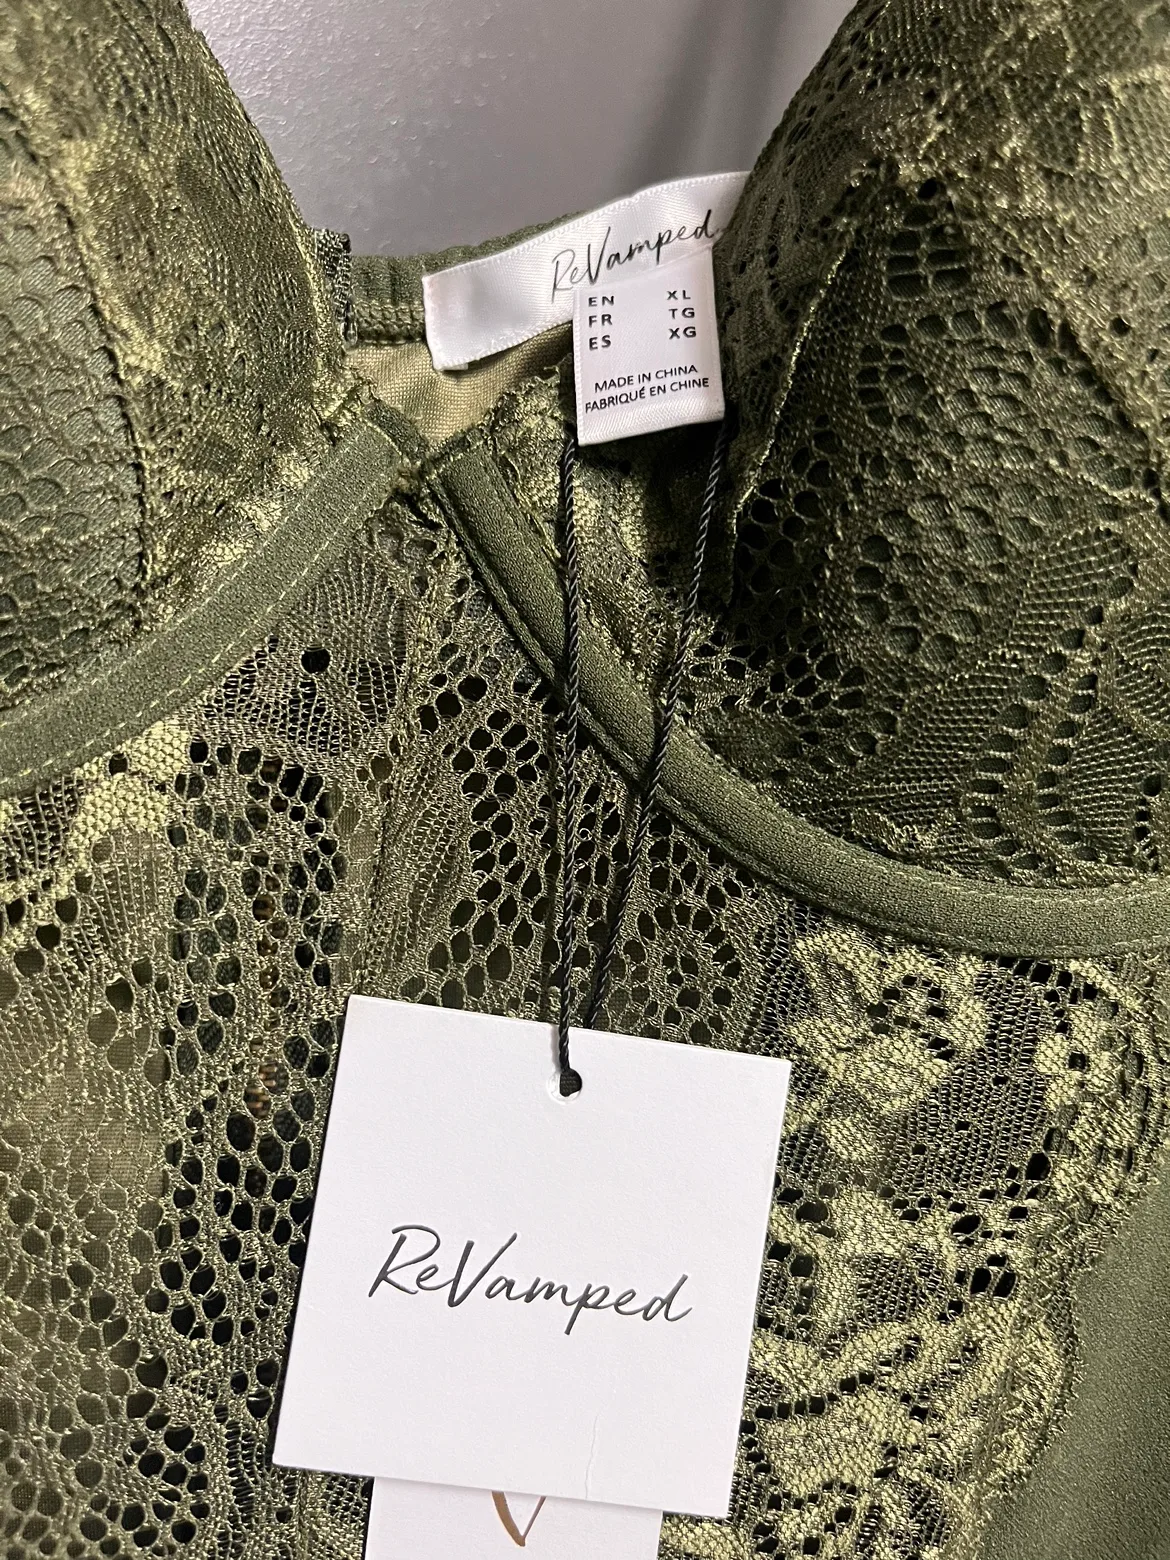 ReVamped
EN XL
FR TG
ES XG
MADE IN CHINA
FABRIQUÉ EN CHINE
ReVamped